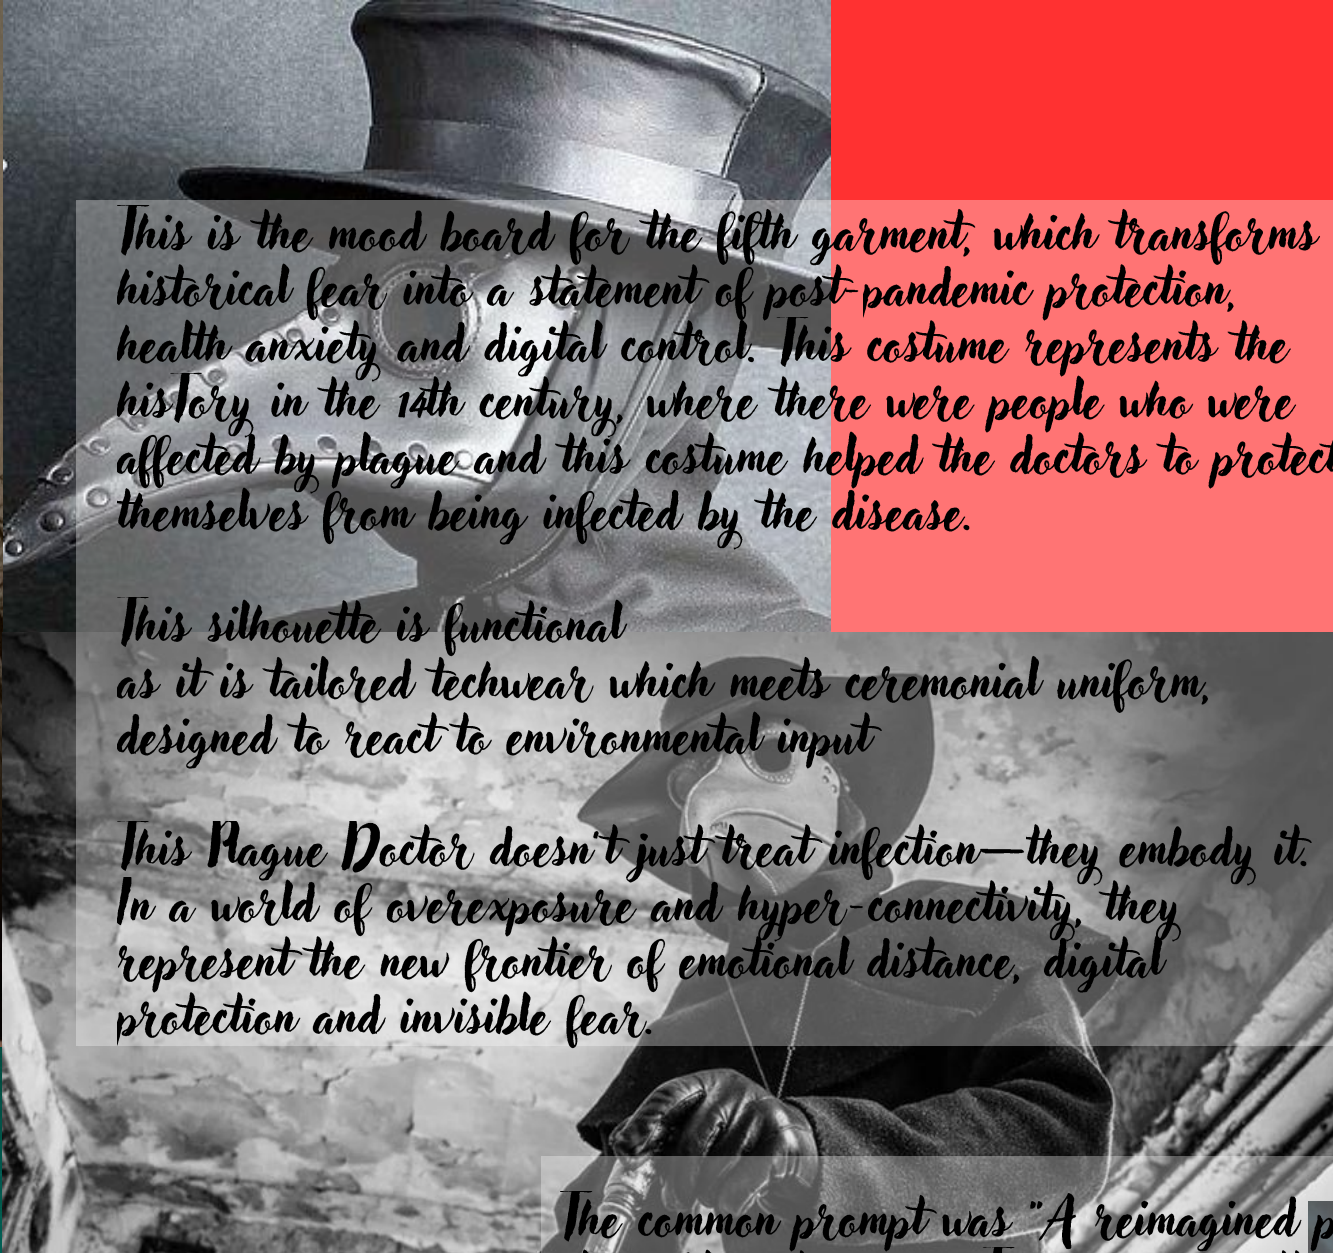 This is the mood board for the fifth garment, which transforms
historical fear into a statement of post-pandemic protection,
health anxiety and digital control. This costume represents the
hisTory in the 14th century, where there were people who were
affected by plague and this costume helped the doctors to protect
themselves from being infected by the disease.
This silhouette is functional
as it is tailored techwear which meets ceremonial uniform,
designed to react to environmental input
This Plague Doctor doesn't just treat infection—they embody it.
In a world of overexposure and hyper-connectivity, they
represent the new frontier of emotional distance, digital
protection and invisible fear.
The common prompt was "A reimagined